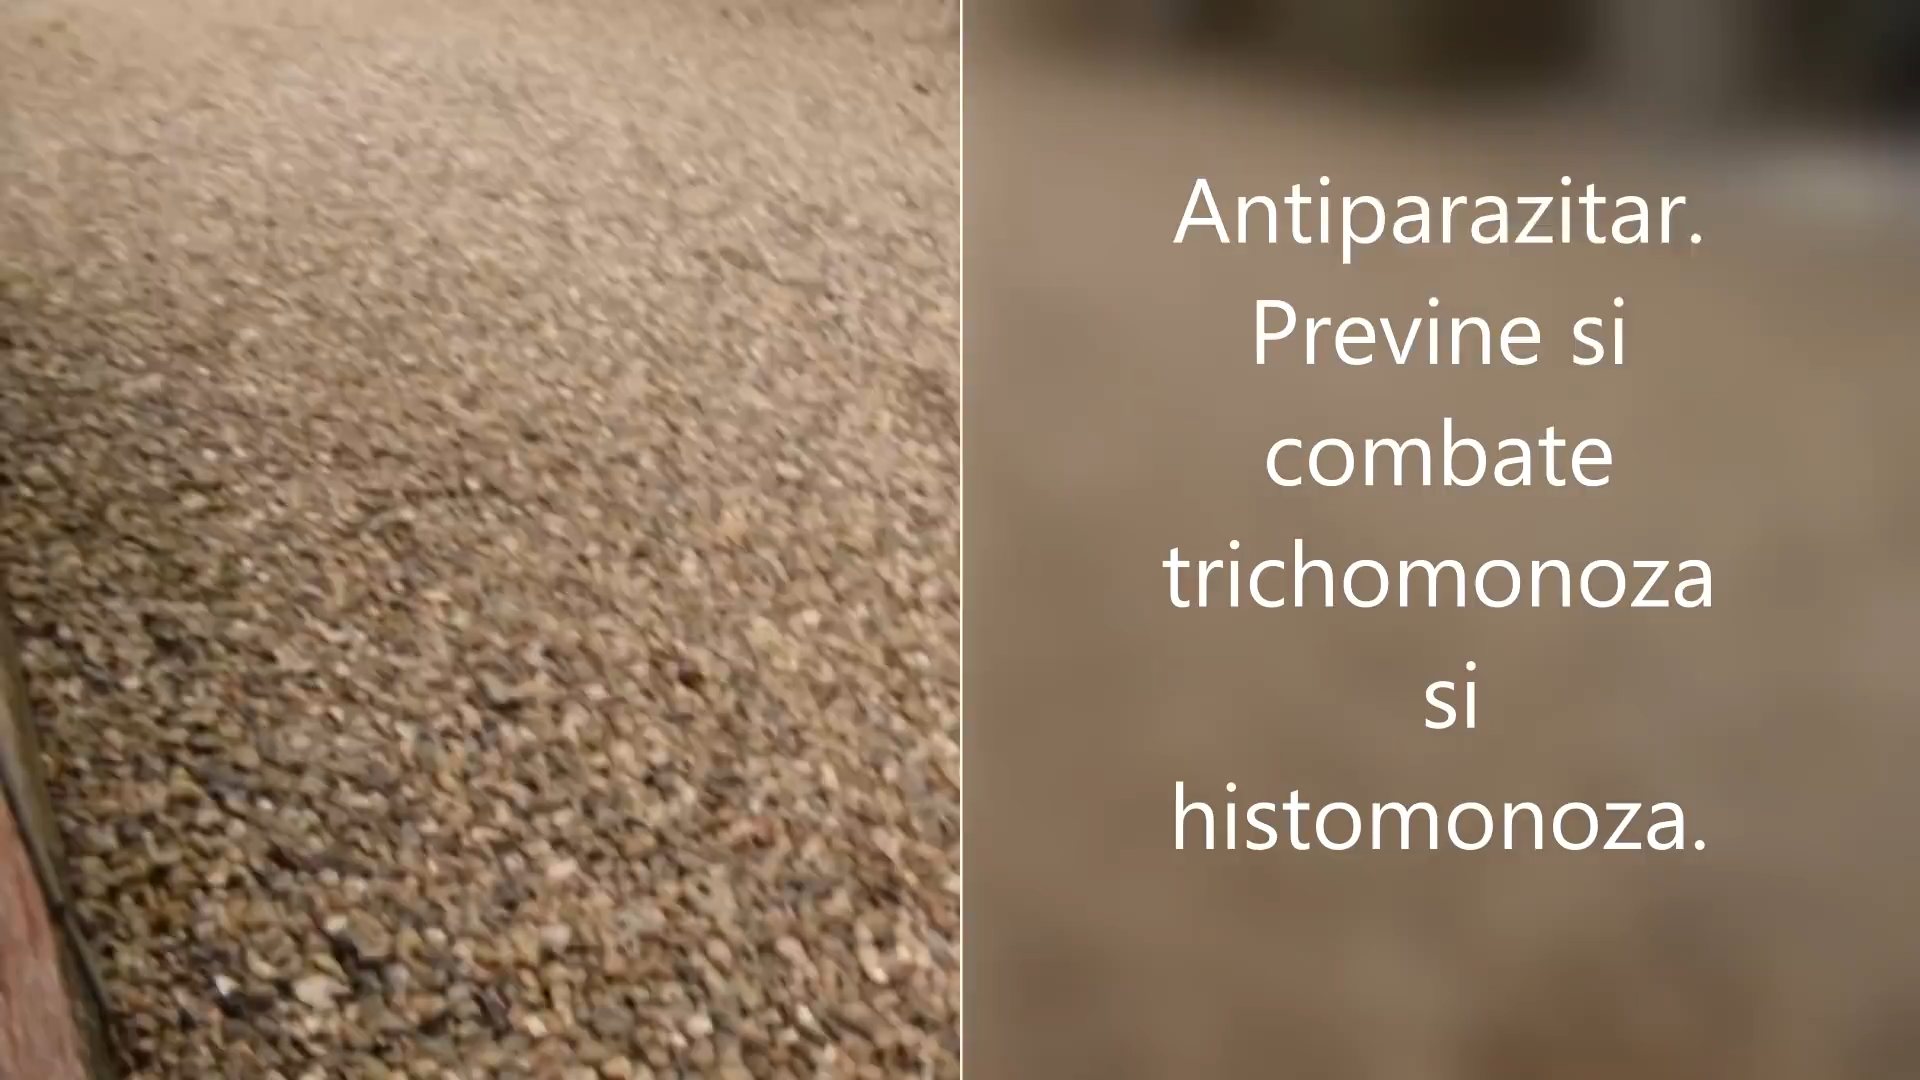 Antiparazitar.
Previne si
combate
trichomonoza
si
histomonoza.